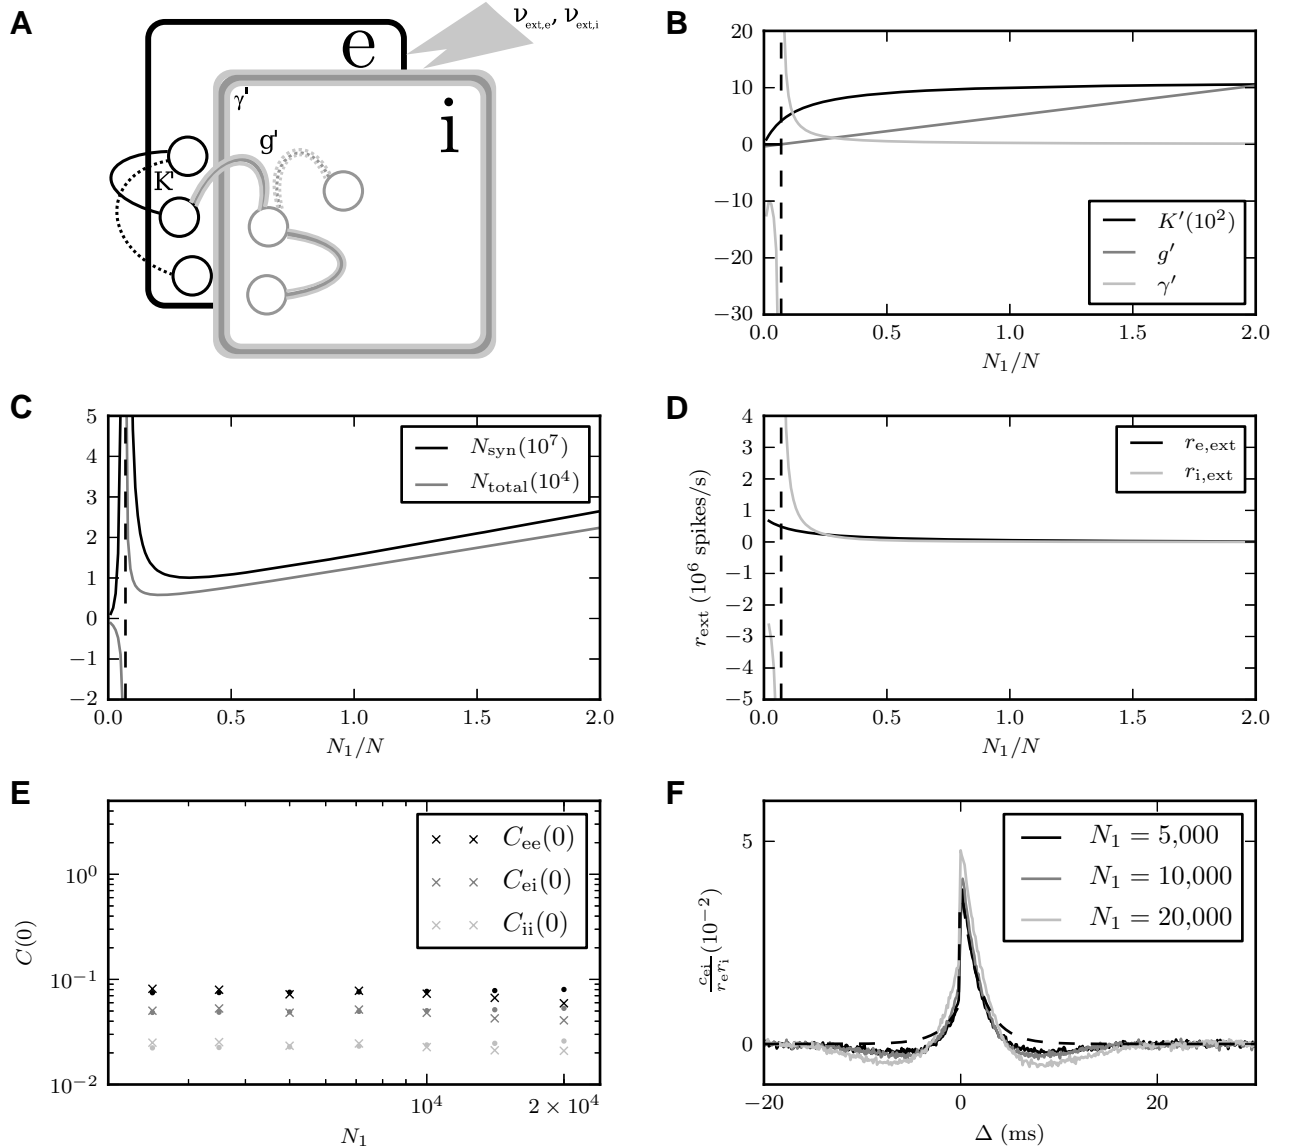 A
ν_ext,e, ν_ext,i
e
γ'
i
g'
K'
B
20
10
0
−10
−20
−30
K′(10²)
g′
γ′
0.0 0.5 1.0 1.5 2.0
N₁/N
C
5
4
3
2
1
0
−1
−2
N_syn(10⁷)
N_total(10⁴)
0.0 0.5 1.0 1.5 2.0
N₁/N
D
4
3
2
1
0
−1
−2
−3
−4
−5
r_ext (10⁶ spikes/s)
r_e,ext
r_i,ext
0.0 0.5 1.0 1.5 2.0
N₁/N
E
10⁰
10⁻¹
10⁻²
C(0)
C_ee(0)
C_ei(0)
C_ii(0)
10⁴ 2 × 10⁴
N₁
F
5
0
c_ei/r_e r_i (10⁻²)
N₁ = 5,000
N₁ = 10,000
N₁ = 20,000
−20 0 20
Δ (ms)